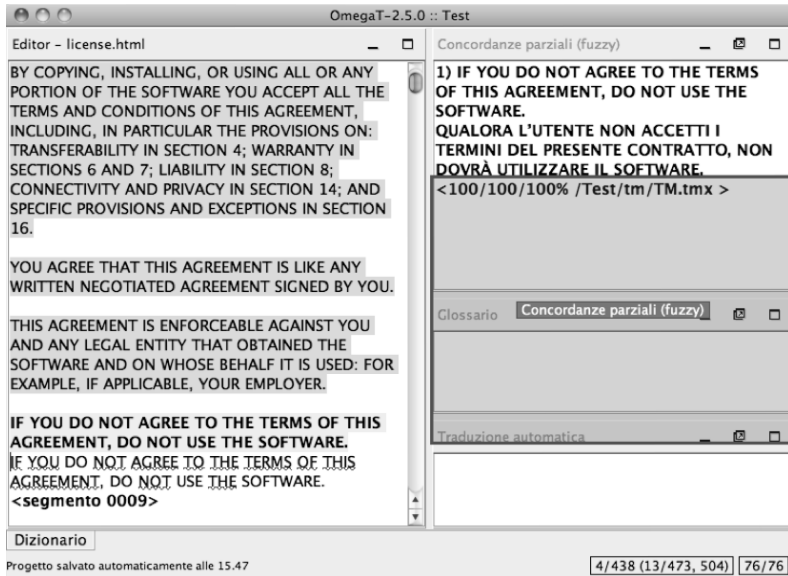 OmegaT-2.5.0 :: Test
Editor – license.html
BY COPYING, INSTALLING, OR USING ALL OR ANY
PORTION OF THE SOFTWARE YOU ACCEPT ALL THE
TERMS AND CONDITIONS OF THIS AGREEMENT,
INCLUDING, IN PARTICULAR THE PROVISIONS ON:
TRANSFERABILITY IN SECTION 4; WARRANTY IN
SECTIONS 6 AND 7; LIABILITY IN SECTION 8;
CONNECTIVITY AND PRIVACY IN SECTION 14; AND
SPECIFIC PROVISIONS AND EXCEPTIONS IN SECTION
16.
YOU AGREE THAT THIS AGREEMENT IS LIKE ANY
WRITTEN NEGOTIATED AGREEMENT SIGNED BY YOU.
THIS AGREEMENT IS ENFORCEABLE AGAINST YOU
AND ANY LEGAL ENTITY THAT OBTAINED THE
SOFTWARE AND ON WHOSE BEHALF IT IS USED: FOR
EXAMPLE, IF APPLICABLE, YOUR EMPLOYER.
IF YOU DO NOT AGREE TO THE TERMS OF THIS
AGREEMENT, DO NOT USE THE SOFTWARE.
IF YOU DO NOT AGREE TO THE TERMS OF THIS
AGREEMENT, DO NOT USE THE SOFTWARE.
<segmento 0009>
Concordanze parziali (fuzzy)
1) IF YOU DO NOT AGREE TO THE TERMS
OF THIS AGREEMENT, DO NOT USE THE
SOFTWARE.
QUALORA L'UTENTE NON ACCETTI I
TERMINI DEL PRESENTE CONTRATTO, NON
DOVRÀ UTILIZZARE IL SOFTWARE.
<100/100/100% /Test/tm/TM.tmx >
Glossario
Concordanze parziali (fuzzy)
Traduzione automatica
Dizionario
Progetto salvato automaticamente alle 15.47
4/438 (13/473, 504)
76/76